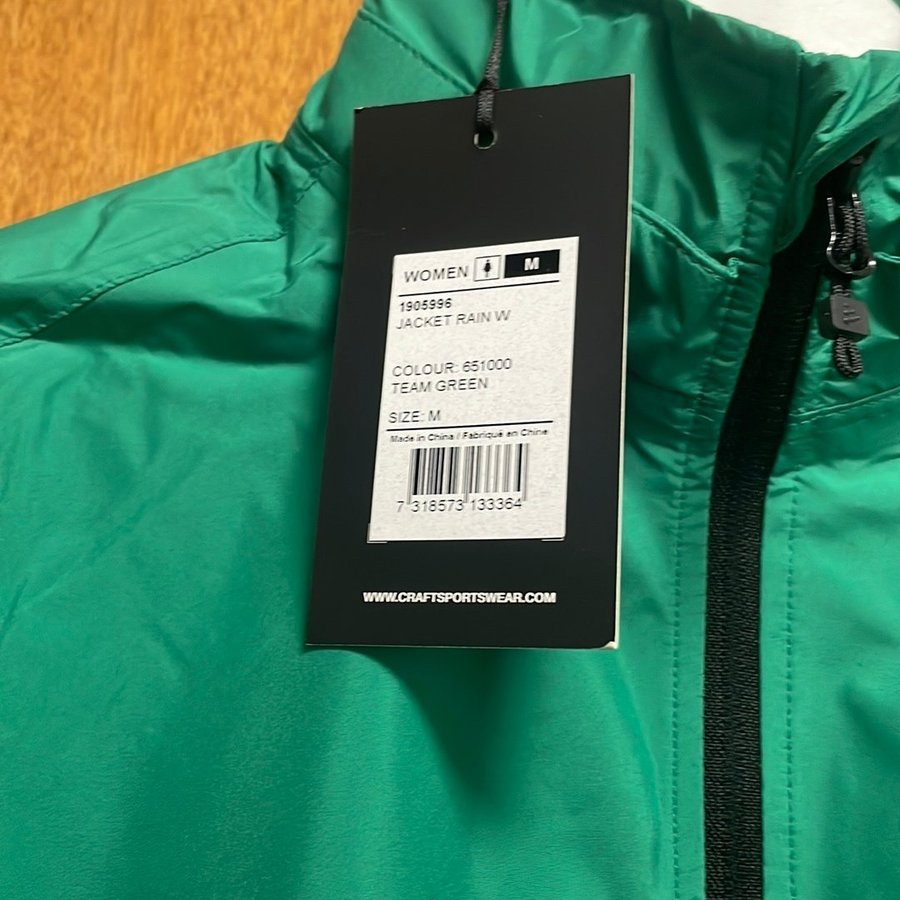 WOMEN M
1905996
JACKET RAIN W
COLOUR: 651000
TEAM GREEN
SIZE: M
Made in China / Fabriqué en Chine
7 318573 133364
WWW.CRAFTSPORTSWEAR.COM